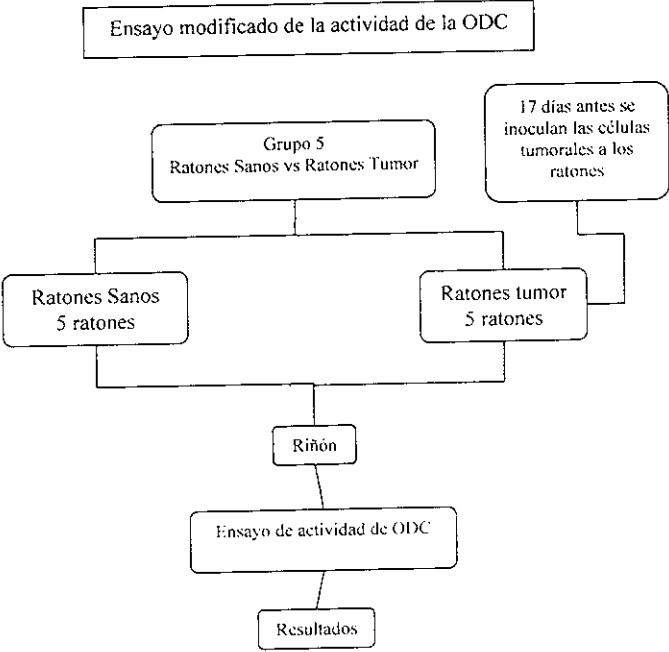 Ensayo modificado de la actividad de la ODC
17 días antes se
inoculan las células
tumorales a los
ratones
Grupo 5
Ratones Sanos vs Ratones Tumor
Ratones Sanos
5 ratones
Ratones tumor
5 ratones
Riñón
Ensayo de actividad de ODC
Resultados